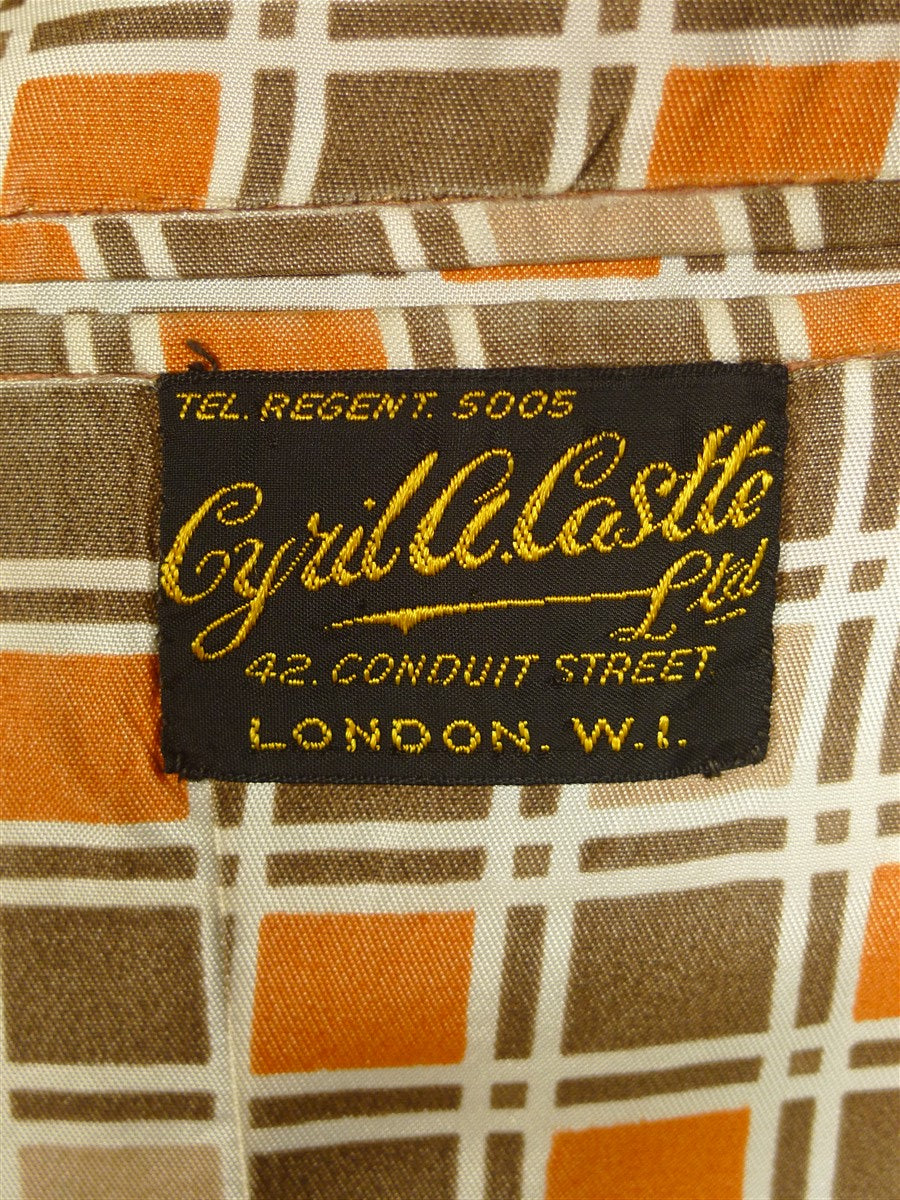 TEL. REGENT. 5005
Cyril A. Castle
Ltd
42. CONDUIT STREET
LONDON. W.1.